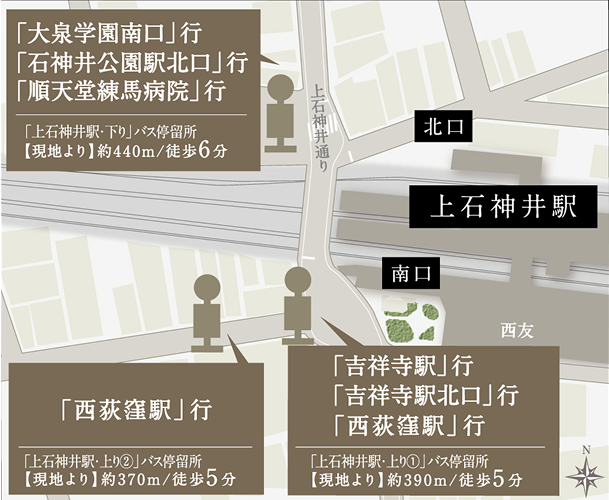 「大泉学園南口」行
「石神井公園駅北口」行
「順天堂練馬病院」行
「上石神井駅・下り」バス停留所
【現地より】約440m/徒歩6分
上石神井通り
北口
上石神井駅
南口
西友
「西荻窪駅」行
「上石神井駅・上り②」バス停留所
【現地より】約370m/徒歩5分
「吉祥寺駅」行
「吉祥寺駅北口」行
「西荻窪駅」行
「上石神井駅・上り①」バス停留所
【現地より】約390m/徒歩5分
N